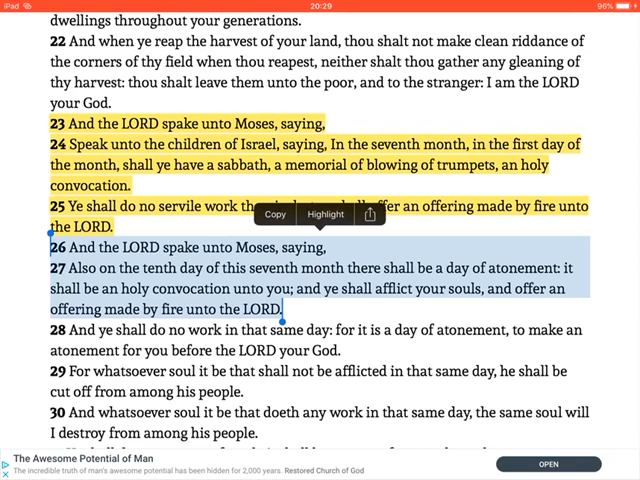 iPad
20:29
96%
dwellings throughout your generations.
22 And when ye reap the harvest of your land, thou shalt not make clean riddance of
the corners of thy field when thou reapest, neither shalt thou gather any gleaning of
thy harvest: thou shalt leave them unto the poor, and to the stranger: I am the LORD
your God.
23 And the LORD spake unto Moses, saying,
24 Speak unto the children of Israel, saying, In the seventh month, in the first day of
the month, shall ye have a sabbath, a memorial of blowing of trumpets, an holy
convocation.
25 Ye shall do no servile work offer an offering made by fire unto
Copy Highlight
the LORD.
26 And the LORD spake unto Moses, saying,
27 Also on the tenth day of this seventh month there shall be a day of atonement: it
shall be an holy convocation unto you; and ye shall afflict your souls, and offer an
offering made by fire unto the LORD.
28 And ye shall do no work in that same day: for it is a day of atonement, to make an
atonement for you before the LORD your God.
29 For whatsoever soul it be that shall not be afflicted in that same day, he shall be
cut off from among his people.
30 And whatsoever soul it be that doeth any work in that same day, the same soul will
I destroy from among his people.
The Awesome Potential of Man
The incredible truth of man's awesome potential has been hidden for 2,000 years. Restored Church of God
OPEN